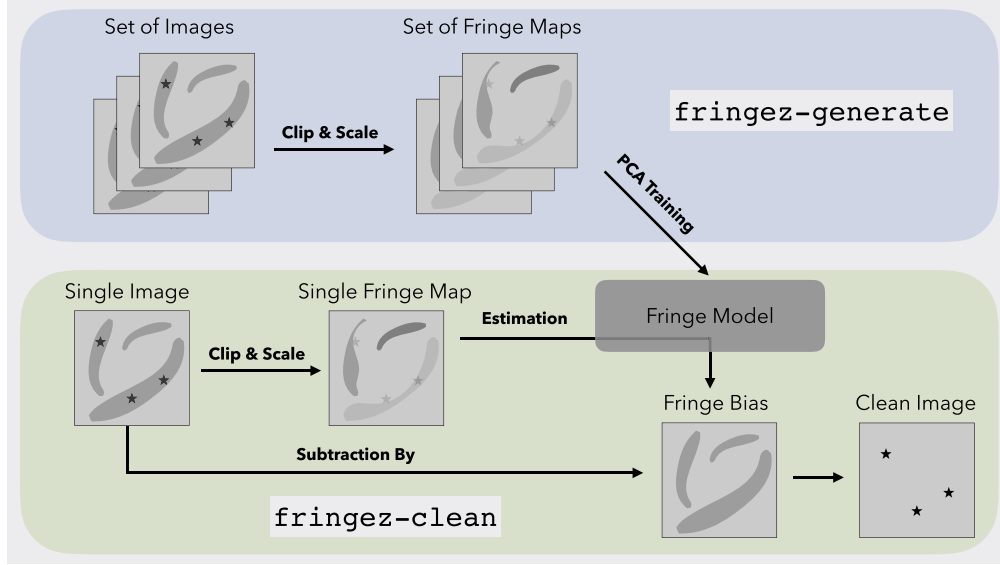 Set of Images
Set of Fringe Maps
Clip & Scale
fringez-generate
PCA Training
Single Image
Single Fringe Map
Clip & Scale
Estimation
Fringe Model
Fringe Bias
Clean Image
Subtraction By
fringez-clean